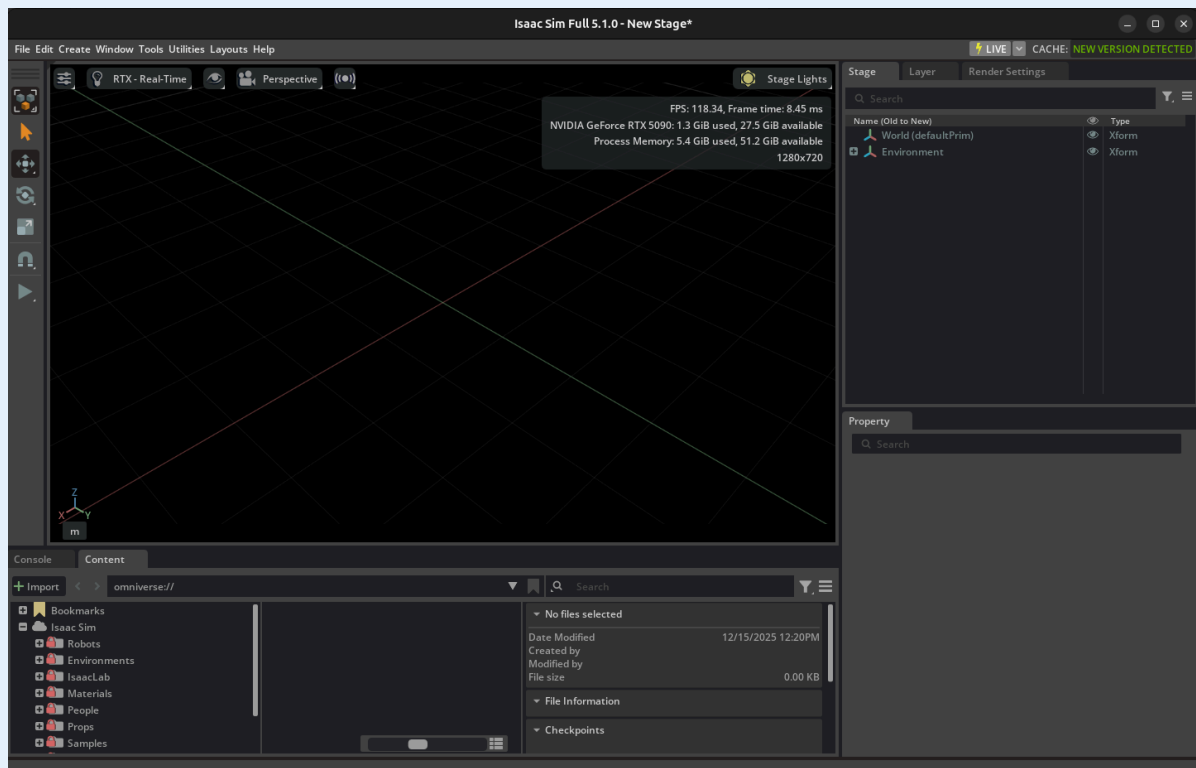 Isaac Sim Full 5.1.0 - New Stage*
File Edit Create Window Tools Utilities Layouts Help
LIVE CACHE: NEW VERSION DETECTED
RTX - Real-Time Perspective Stage Lights
FPS: 118.34, Frame time: 8.45 ms
NVIDIA GeForce RTX 5090: 1.3 GiB used, 27.5 GiB available
Process Memory: 5.4 GiB used, 51.2 GiB available
1280x720
Z
X Y
m
Stage Layer Render Settings
Search
Name (Old to New) Type
World (defaultPrim) Xform
Environment Xform
Property
Search
Console Content
Import omniverse:// Search
Bookmarks
Isaac Sim
Robots
Environments
IsaacLab
Materials
People
Props
Samples
No files selected
Date Modified 12/15/2025 12:20PM
Created by
Modified by
File size 0.00 KB
File Information
Checkpoints